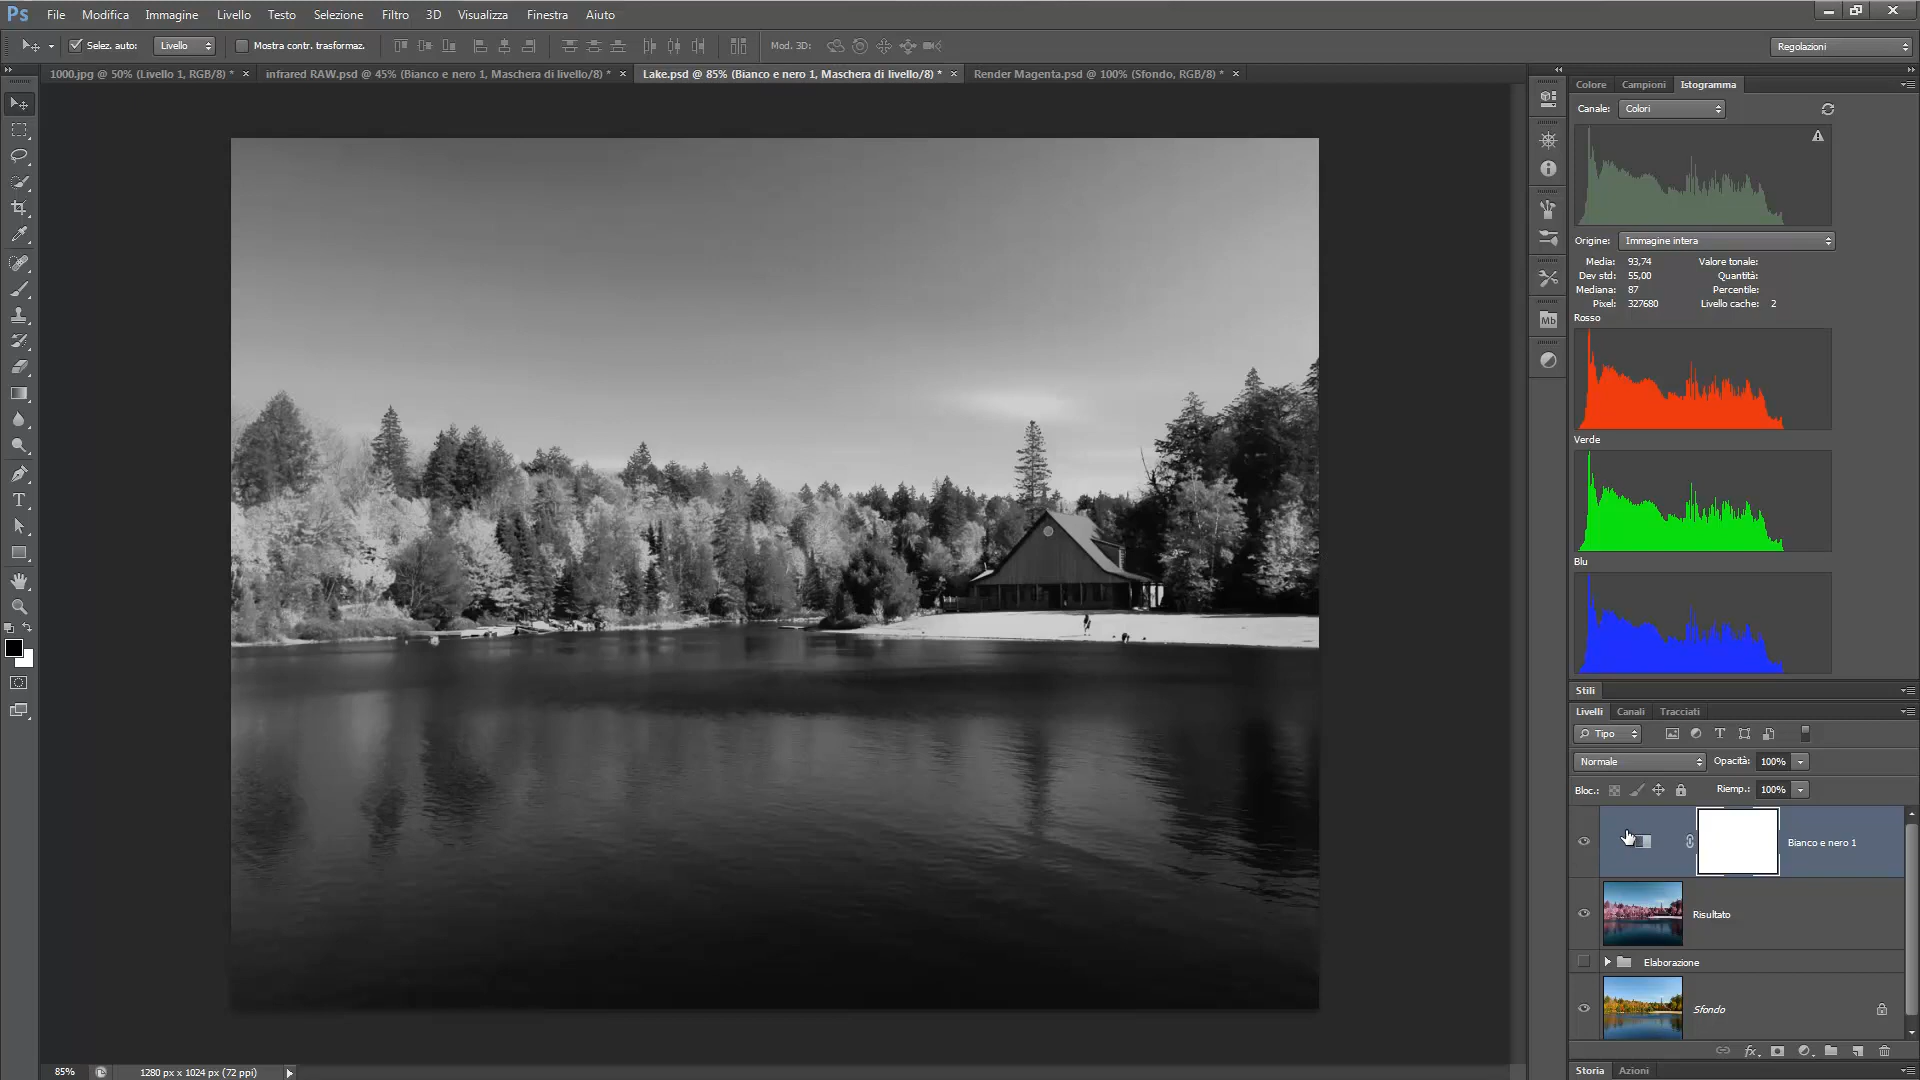 Ps File Modifica Immagine Livello Testo Selezione Filtro 3D Visualizza Finestra Aiuto
Selez. auto: Livello Mostra contr. trasformaz. Mod. 3D: Regolazioni
1000.jpg @ 50% (Livello 1, RGB/8) * × infrared RAW.psd @ 45% (Bianco e nero 1, Maschera di livello/8) * × Lake.psd @ 85% (Bianco e nero 1, Maschera di livello/8) * × Render Magenta.psd @ 100% (Sfondo, RGB/8) * ×
Colore Campioni Istogramma
Canale: Colori
Origine: Immagine intera
Media: 93,74 Valore tonale:
Dev std: 55,00 Quantità:
Mediana: 87 Percentile:
Pixel: 327680 Livello cache: 2
Rosso
Mb
Verde
Blu
Stili
Livelli Canali Tracciati
Tipo
Normale Opacità: 100%
Bloc.: Riemp.: 100%
Bianco e nero 1
Risultato
Elaborazione
Sfondo
fx
Storia Azioni
85% 1280 px x 1024 px (72 ppi)